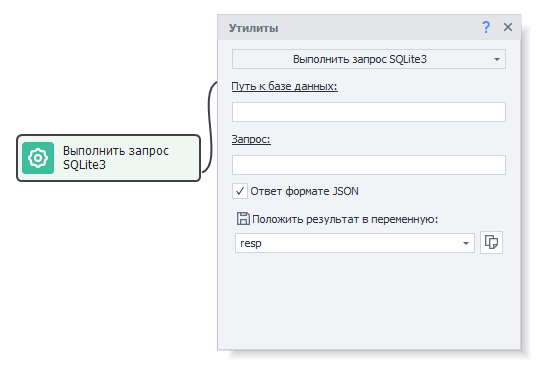 Утилиты
?
Выполнить запрос SQLite3
Путь к базе данных:
Выполнить запрос
SQLite3
Запрос:
Ответ формате JSON
Положить результат в переменную:
resp